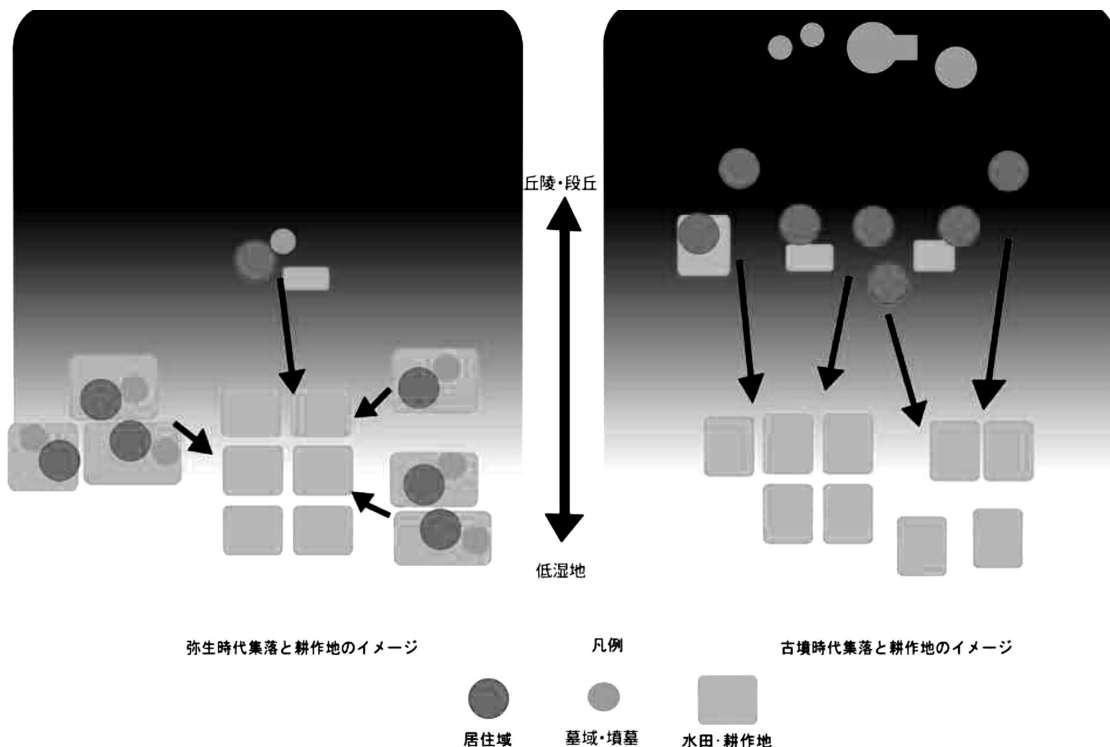 丘陵・段丘
低湿地
弥生時代集落と耕作地のイメージ
凡例
古墳時代集落と耕作地のイメージ
居住域
墓域・墳墓
水田・耕作地